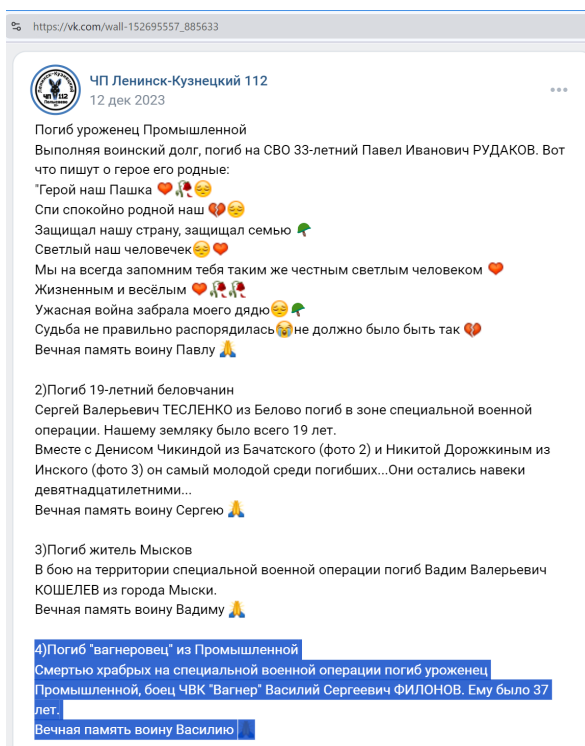 https://vk.com/wall-152695557_885633
ЧП Ленинск-Кузнецкий 112
12 дек 2023
Погиб уроженец Промышленной
Выполняя воинский долг, погиб на СВО 33-летний Павел Иванович РУДАКОВ. Вот
что пишут о герое его родные:
"Герой наш Пашка ❤️🥀😔
Спи спокойно родной наш 💔😔
Защищал нашу страну, защищал семью 🪖
Светлый наш человечек😔❤️
Мы на всегда запомним тебя таким же честным светлым человеком ❤️
Жизненным и весёлым ❤️🥀🥀
Ужасная война забрала моего дядю😔🪖
Судьба не правильно распорядилась😭не должно было быть так 💔
Вечная память воину Павлу 🙏
2)Погиб 19-летний беловчанин
Сергей Валерьевич ТЕСЛЕНКО из Белово погиб в зоне специальной военной
операции. Нашему земляку было всего 19 лет.
Вместе с Денисом Чикиндой из Бачатского (фото 2) и Никитой Дорожкиным из
Инского (фото 3) он самый молодой среди погибших...Они остались навеки
девятнадцатилетними...
Вечная память воину Сергею 🙏
3)Погиб житель Мысков
В бою на территории специальной военной операции погиб Вадим Валерьевич
КОШЕЛЕВ из города Мыски.
Вечная память воину Вадиму 🙏
4)Погиб "вагнеровец" из Промышленной
Смертью храбрых на специальной военной операции погиб уроженец
Промышленной, боец ЧВК "Вагнер" Василий Сергеевич ФИЛОНОВ. Ему было 37
лет.
Вечная память воину Василию 🙏